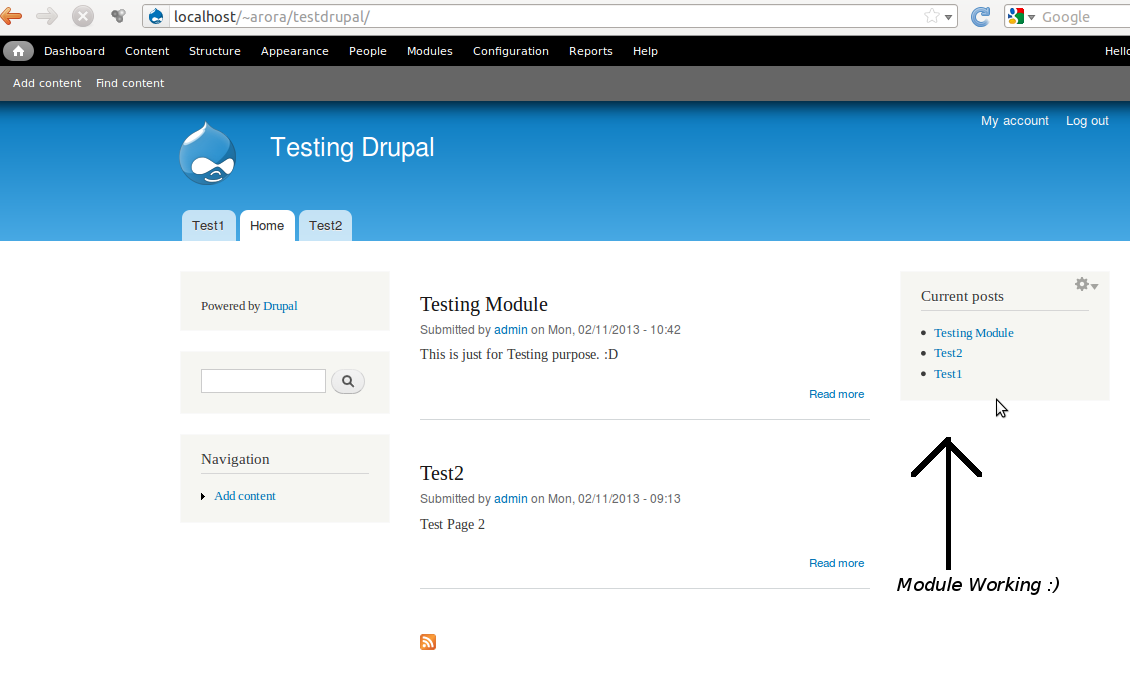 localhost/~arora/testdrupal/ Google
Dashboard Content Structure Appearance People Modules Configuration Reports Help Hello
Add content Find content
My account Log out
Testing Drupal
Test1 Home Test2
Powered by Drupal
Navigation
Add content
Testing Module
Submitted by admin on Mon, 02/11/2013 - 10:42
This is just for Testing purpose. :D
Read more
Test2
Submitted by admin on Mon, 02/11/2013 - 09:13
Test Page 2
Read more
Current posts
Testing Module
Test2
Test1
Module Working :)